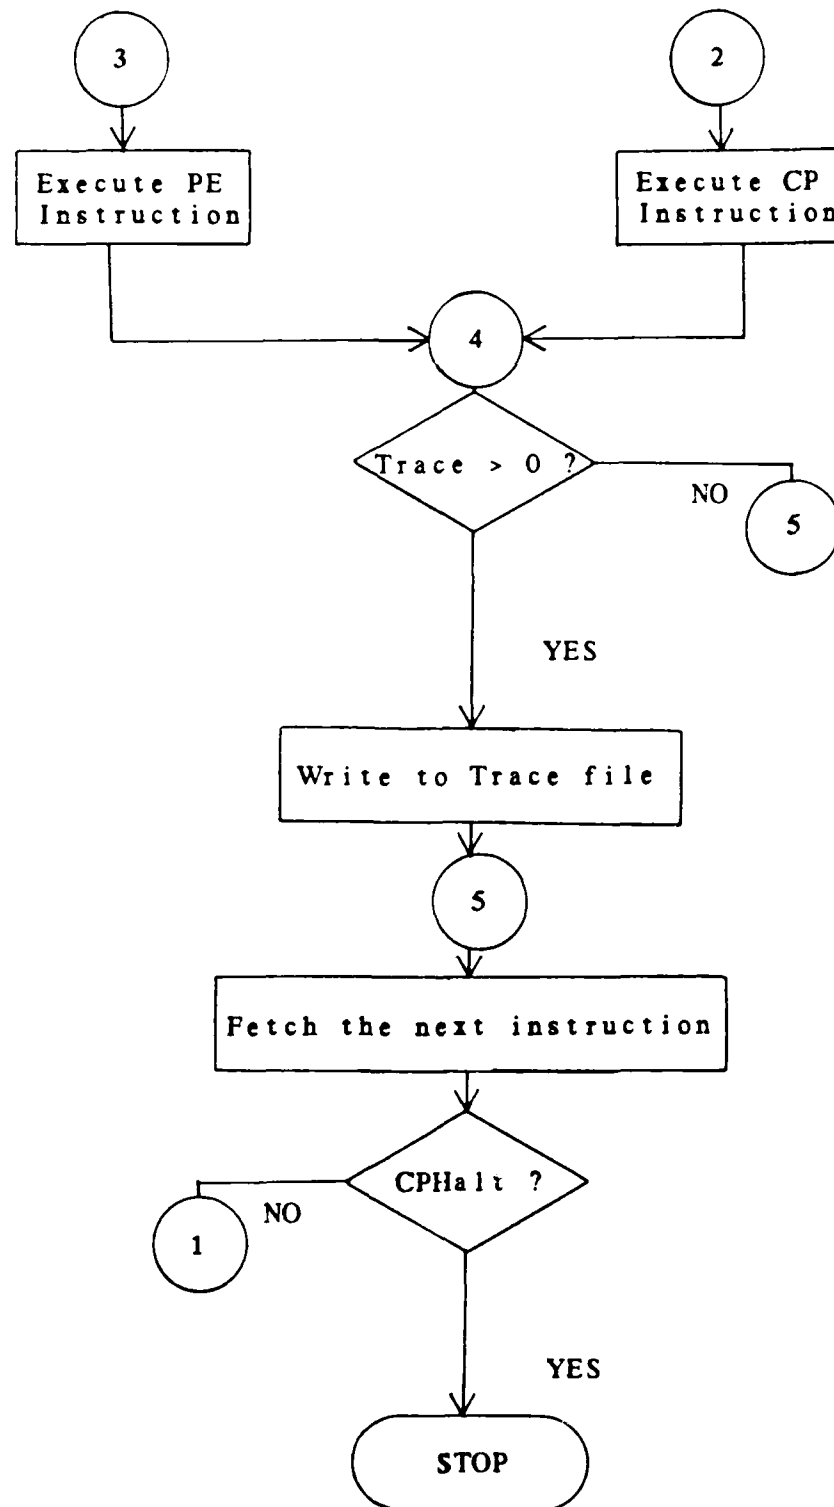 3
2
Execute PE
Instruction
Execute CP
Instruction
4
Trace > 0 ?
NO
5
YES
Write to Trace file
5
Fetch the next instruction
CPHalt ?
NO
1
YES
STOP